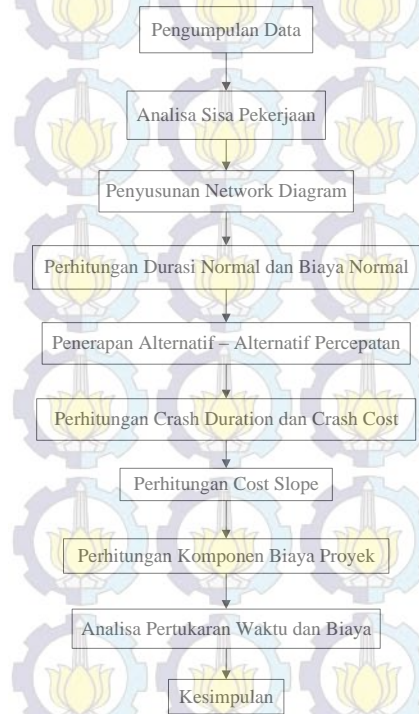 Pengumpulan Data
Analisa Sisa Pekerjaan
Penyusunan Network Diagram
Perhitungan Durasi Normal dan Biaya Normal
Penerapan Alternatif – Alternatif Percepatan
Perhitungan Crash Duration dan Crash Cost
Perhitungan Cost Slope
Perhitungan Komponen Biaya Proyek
Analisa Pertukaran Waktu dan Biaya
Kesimpulan